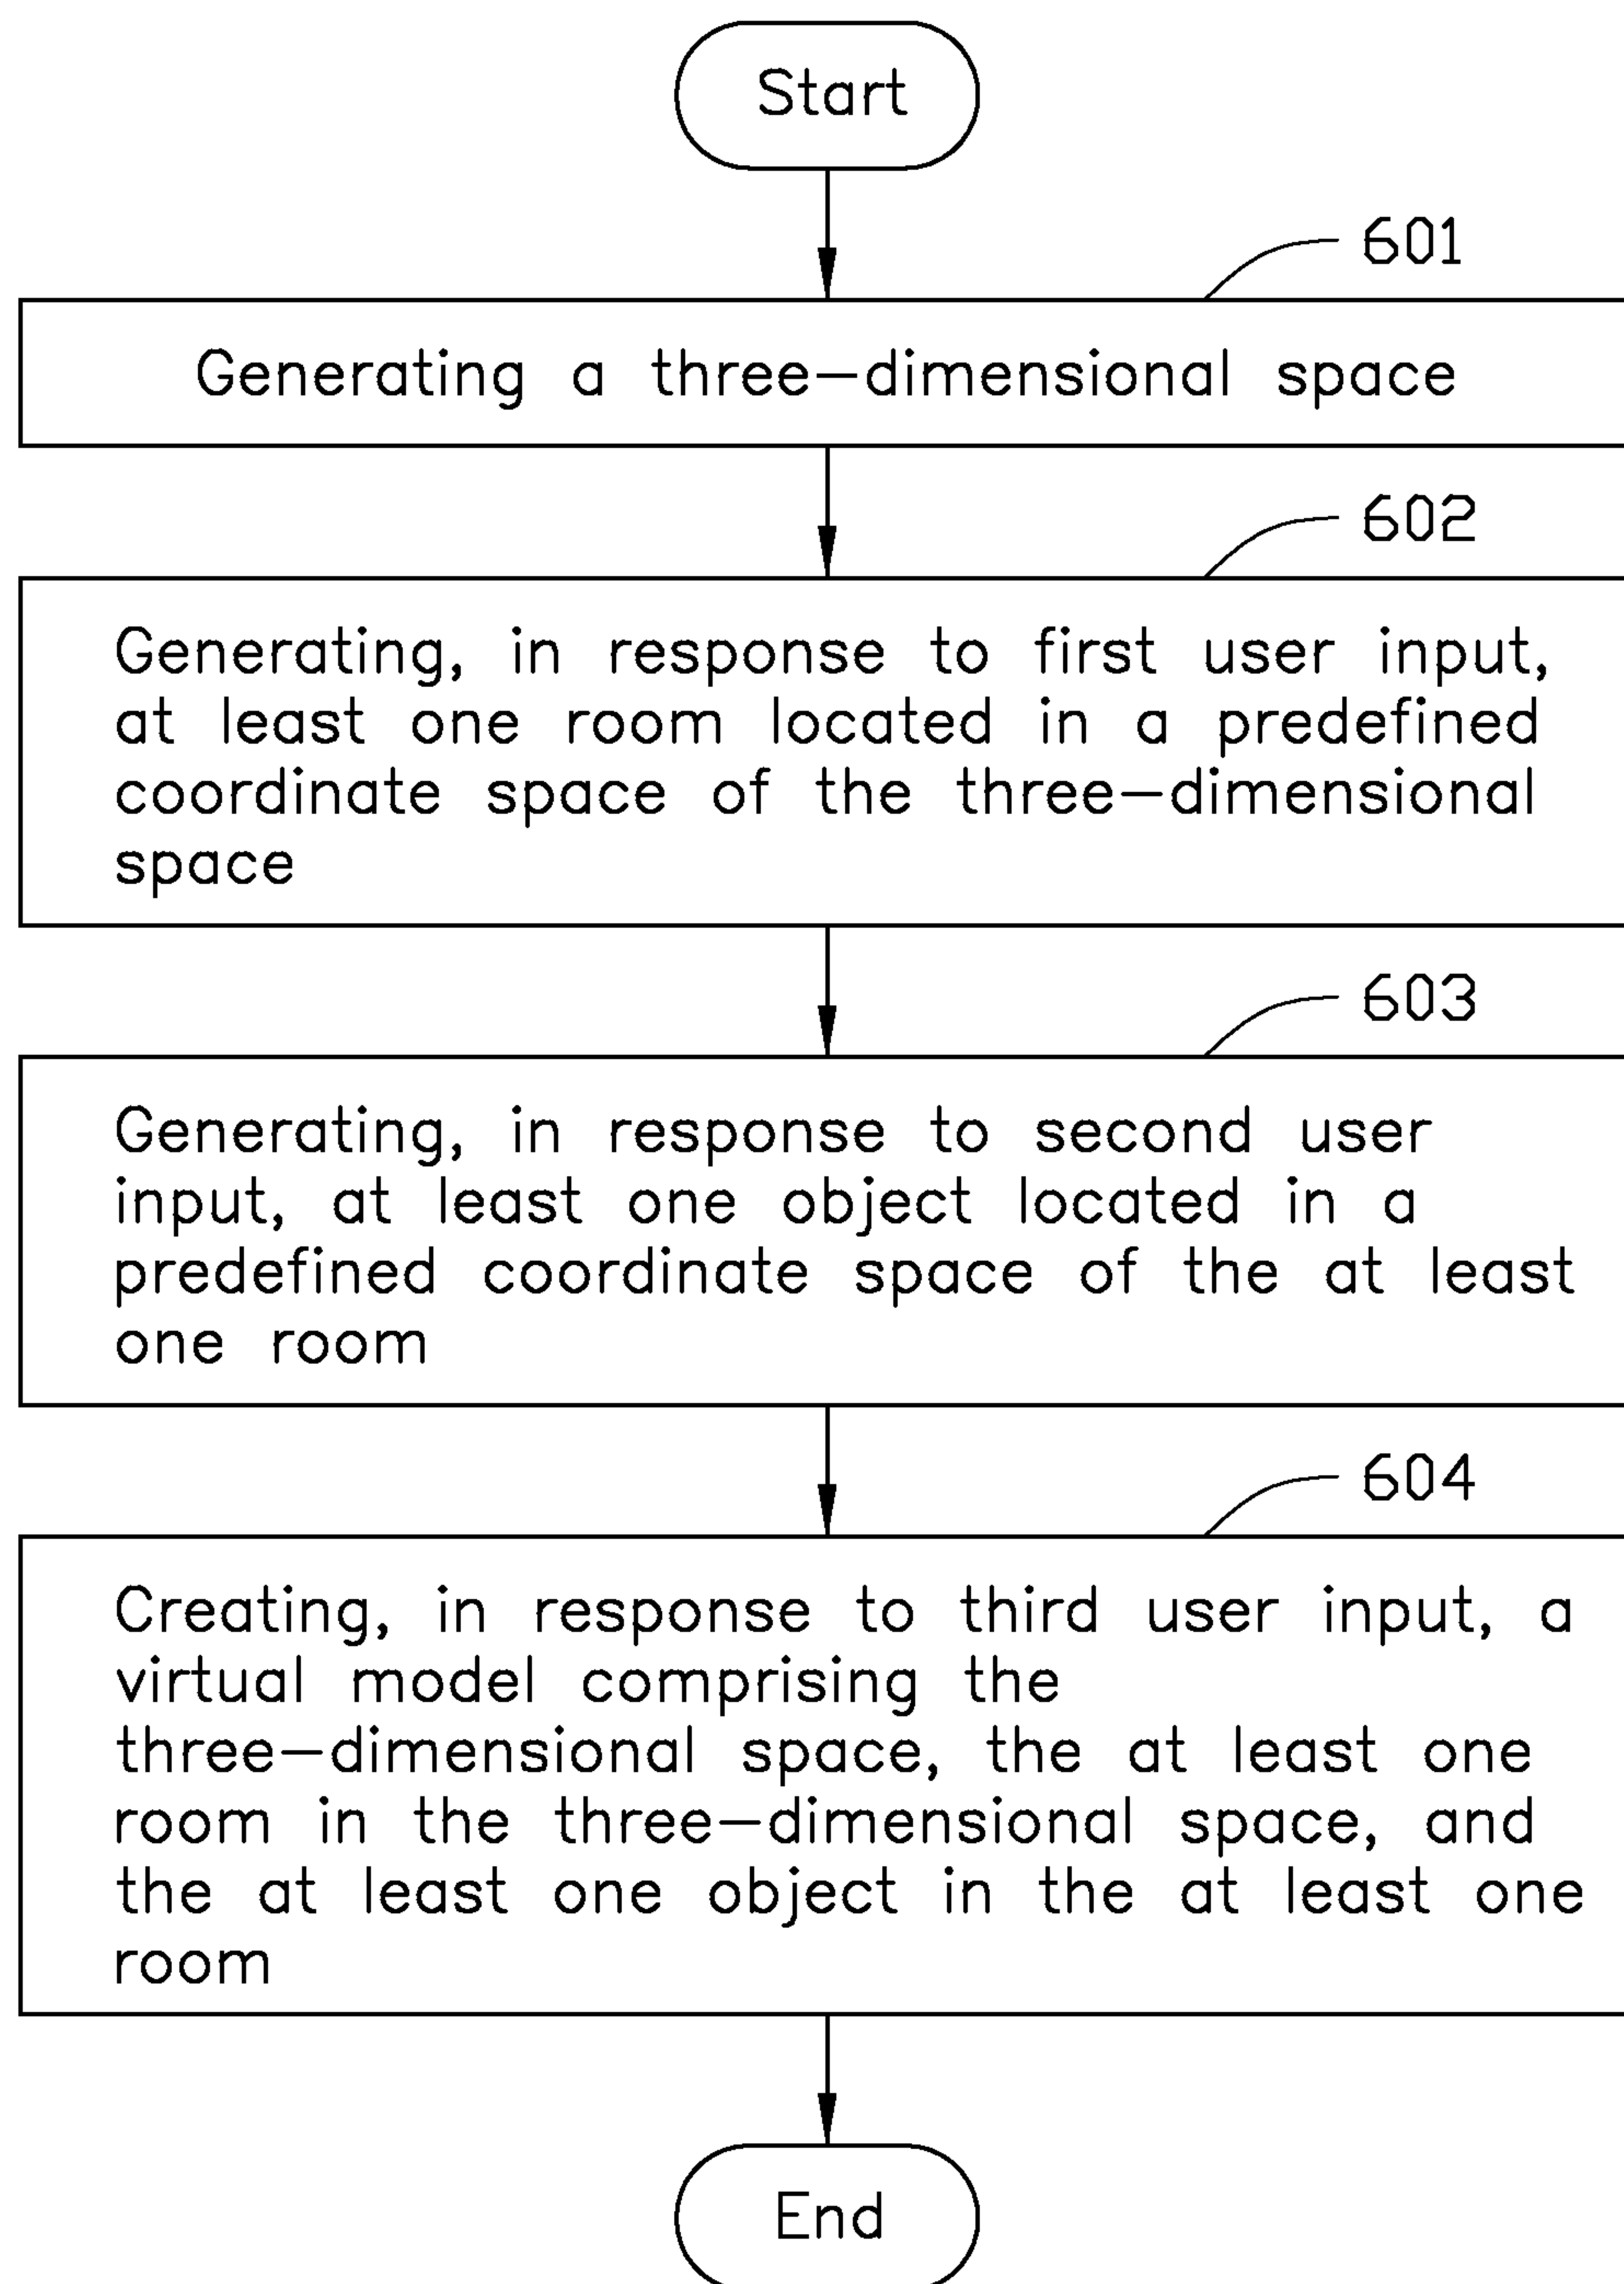 Start
601
Generating a three-dimensional space
602
Generating, in response to first user input,
at least one room located in a predefined
coordinate space of the three-dimensional
space
603
Generating, in response to second user
input, at least one object located in a
predefined coordinate space of the at least
one room
604
Creating, in response to third user input, a
virtual model comprising the
three-dimensional space, the at least one
room in the three-dimensional space, and
the at least one object in the at least one
room
End